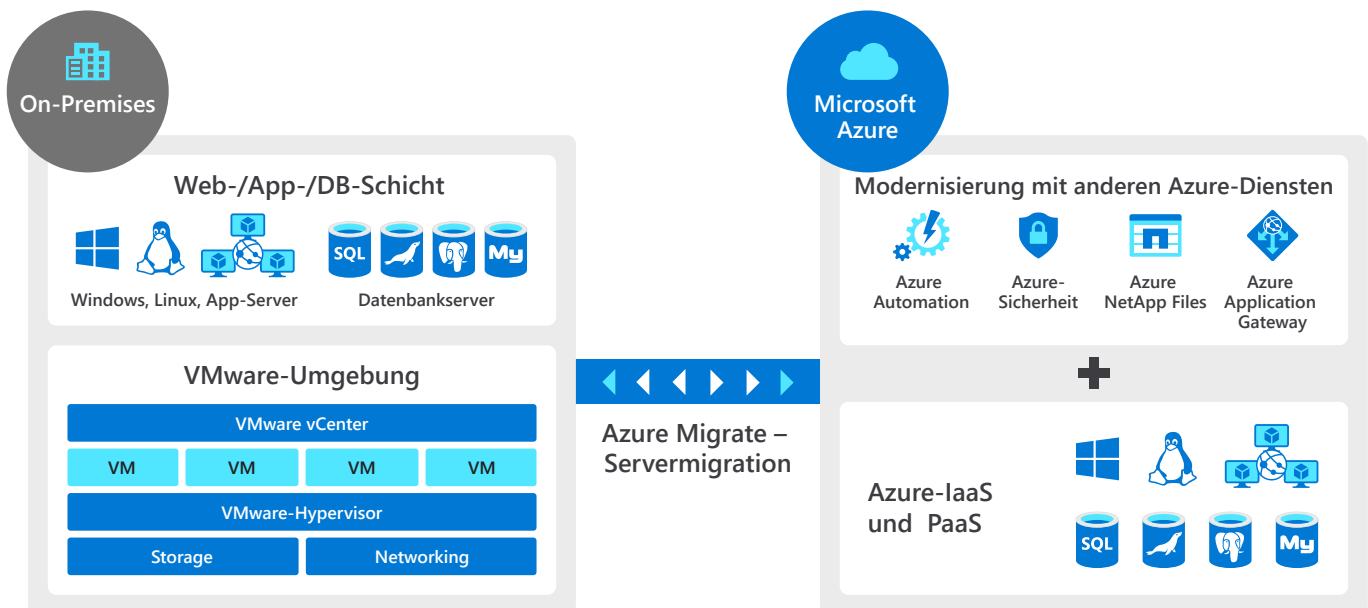 On-Premises
Web-/App-/DB-Schicht
SQL
My
Windows, Linux, App-Server
Datenbankserver
VMware-Umgebung
VMware vCenter
VM
VM
VM
VM
VMware-Hypervisor
Storage
Networking
Azure Migrate –
Servermigration
Microsoft
Azure
Modernisierung mit anderen Azure-Diensten
Azure
Automation
Azure-
Sicherheit
Azure
NetApp Files
Azure
Application
Gateway
Azure-IaaS
und PaaS
SQL
My